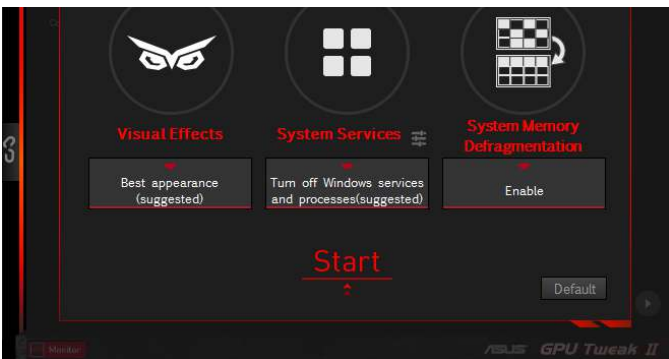 Visual Effects
System Services
System Memory
Defragmentation
Best appearance
(suggested)
Turn off Windows services
and processes(suggested)
Enable
Start
Default
Monitor
ASUS GPU Tweak II